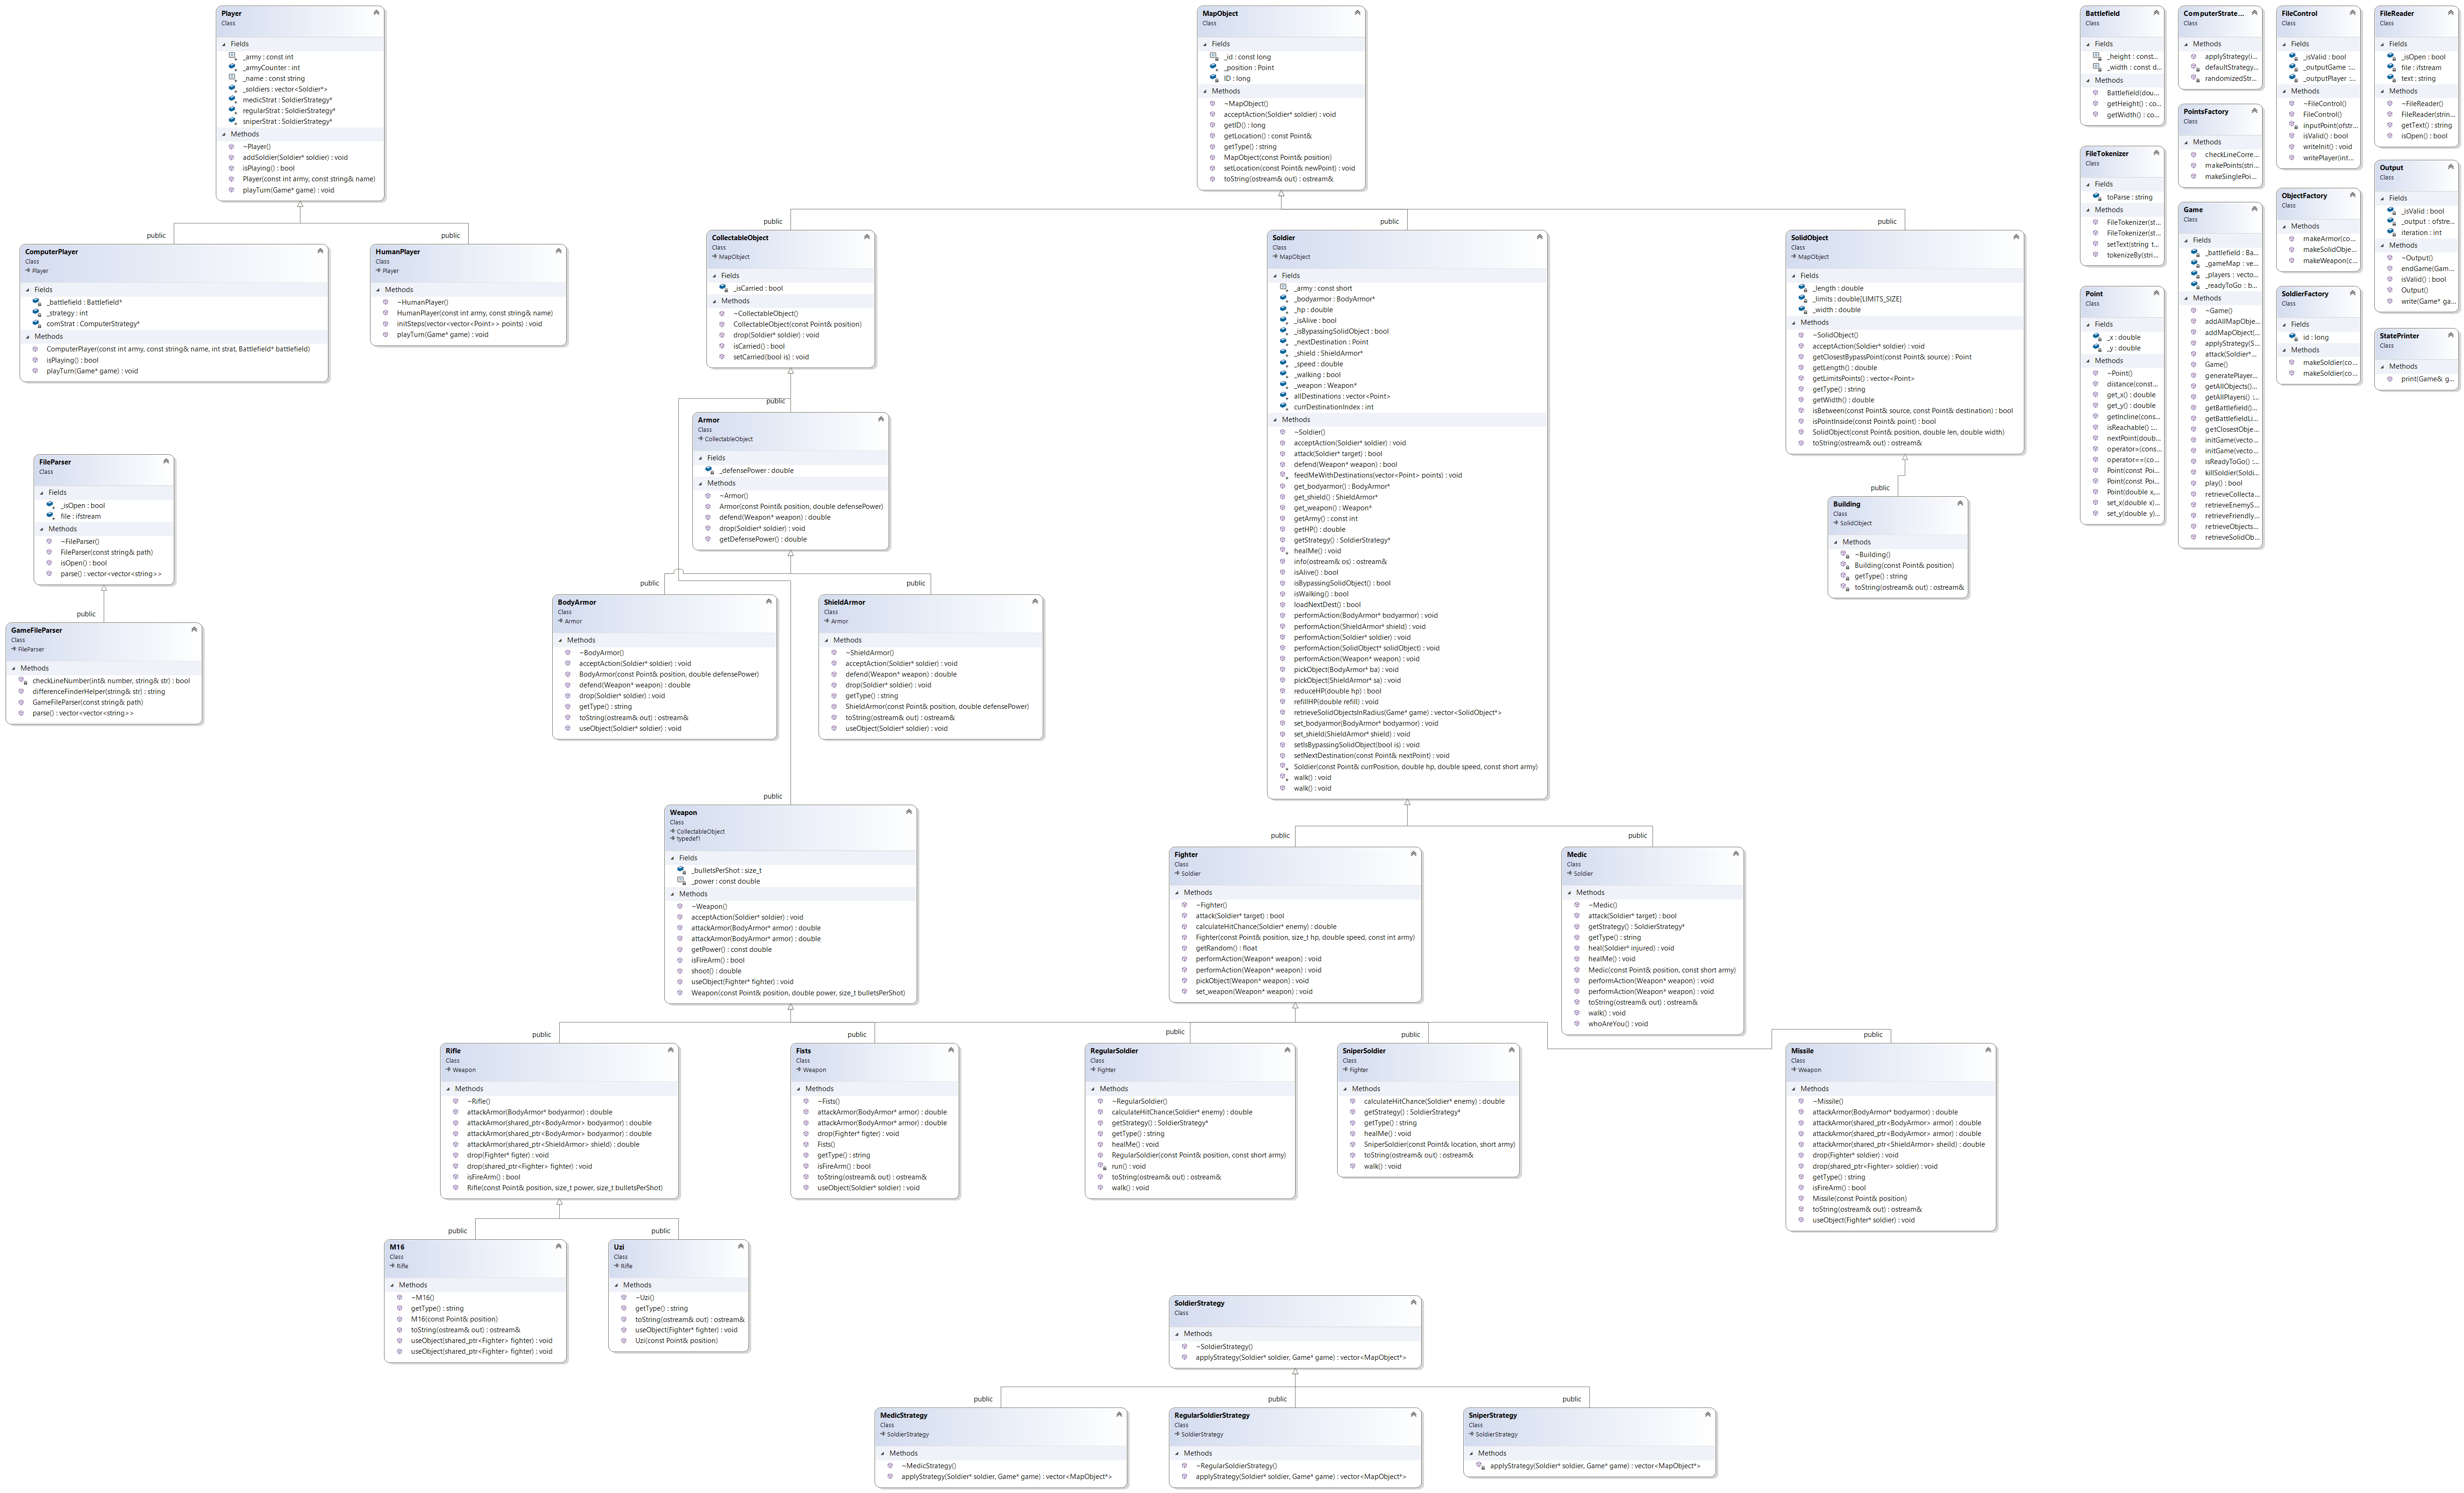 Player
Class
Fields
_army : const int
_armyCounter : int
_name : const string
_soldiers : vector<Soldier*>
medicStrat : SoldierStrategy*
regularStrat : SoldierStrategy*
sniperStrat : SoldierStrategy*
Methods
~Player()
addSoldier(Soldier* soldier) : void
isPlaying() : bool
Player(const int army, const string& name)
playTurn(Game* game) : void
public
public
ComputerPlayer
Class
Player
Fields
_battlefield : Battlefield*
_strategy : int
comStrat : ComputerStrategy*
Methods
ComputerPlayer(const int army, const string& name, int strat, Battlefield* battlefield)
isPlaying() : bool
playTurn(Game* game) : void
HumanPlayer
Class
Player
Methods
~HumanPlayer()
HumanPlayer(const int army, const string& name)
initSteps(vector<vector<Point>> points) : void
playTurn(Game* game) : void
FileParser
Class
Fields
_isOpen : bool
file : ifstream
Methods
~FileParser()
FileParser(const string& path)
isOpen() : bool
parse() : vector<vector<string>>
public
GameFileParser
Class
FileParser
Methods
checkLineNumber(int& number, string& str) : bool
differenceFinderHelper(string& str) : string
GameFileParser(const string& path)
parse() : vector<vector<string>>
MapObject
Class
Fields
_id : const long
_position : Point
ID : long
Methods
~MapObject()
acceptAction(Soldier* soldier) : void
getID() : long
getLocation() : const Point&
getType() : string
MapObject(const Point& position)
setLocation(const Point& newPoint) : void
toString(ostream& out) : ostream&
public
public
public
CollectableObject
Class
MapObject
Fields
_isCarried : bool
Methods
~CollectableObject()
CollectableObject(const Point& position)
drop(Soldier* soldier) : void
isCarried() : bool
setCarried(bool is) : void
public
Armor
Class
CollectableObject
Fields
_defensePower : double
Methods
~Armor()
Armor(const Point& position, double defensePower)
defend(Weapon* weapon) : double
drop(Soldier* soldier) : void
getDefensePower() : double
public
public
BodyArmor
Class
Armor
Methods
~BodyArmor()
acceptAction(Soldier* soldier) : void
BodyArmor(const Point& position, double defensePower)
defend(Weapon* weapon) : double
drop(Soldier* soldier) : void
getType() : string
toString(ostream& out) : ostream&
useObject(Soldier* soldier) : void
ShieldArmor
Class
Armor
Methods
~ShieldArmor()
acceptAction(Soldier* soldier) : void
defend(Weapon* weapon) : double
drop(Soldier* soldier) : void
getType() : string
ShieldArmor(const Point& position, double defensePower)
toString(ostream& out) : ostream&
useObject(Soldier* soldier) : void
public
Weapon
Class
CollectableObject
typedef1
Fields
_bulletsPerShot : size_t
_power : const double
Methods
~Weapon()
acceptAction(Soldier* soldier) : void
attackArmor(BodyArmor* armor) : double
attackArmor(BodyArmor* armor) : double
getPower() : const double
isFireArm() : bool
shoot() : double
useObject(Fighter* fighter) : void
Weapon(const Point& position, double power, size_t bulletsPerShot)
Soldier
Class
MapObject
Fields
_army : const short
_bodyarmor : BodyArmor*
_hp : double
_isAlive : bool
_isBypassingSolidObject : bool
_nextDestination : Point
_shield : ShieldArmor*
_speed : double
_walking : bool
_weapon : Weapon*
allDestinations : vector<Point>
currDestinationIndex : int
Methods
~Soldier()
acceptAction(Soldier* soldier) : void
attack(Soldier* target) : bool
defend(Weapon* weapon) : bool
feedMeWithDestinations(vector<Point> points) : void
get_bodyarmor() : BodyArmor*
get_shield() : ShieldArmor*
get_weapon() : Weapon*
getArmy() : const int
getHP() : double
getStrategy() : SoldierStrategy*
healMe() : void
info(ostream& os) : ostream&
isAlive() : bool
isBypassingSolidObject() : bool
isWalking() : bool
loadNextDest() : bool
performAction(BodyArmor* bodyarmor) : void
performAction(ShieldArmor* shield) : void
performAction(Soldier* soldier) : void
performAction(SolidObject* solidObject) : void
performAction(Weapon* weapon) : void
pickObject(BodyArmor* ba) : void
pickObject(ShieldArmor* sa) : void
reduceHP(double hp) : bool
refillHP(double refill) : void
retrieveSolidObjectsInRadius(Game* game) : vector<SolidObject*>
set_bodyarmor(BodyArmor* bodyarmor) : void
set_shield(ShieldArmor* shield) : void
setIsBypassingSolidObject(bool is) : void
setNextDestination(const Point& nextPoint) : void
Soldier(const Point& currPosition, double hp, double speed, const short army)
walk() : void
walk() : void
SolidObject
Class
MapObject
Fields
_length : double
_limits : double[LIMITS_SIZE]
_width : double
Methods
~SolidObject()
acceptAction(Soldier* soldier) : void
getClosestBypassPoint(const Point& source) : Point
getLength() : double
getLimitsPoints() : vector<Point>
getType() : string
getWidth() : double
isBetween(const Point& source, const Point& destination) : bool
isPointInside(const Point& point) : bool
SolidObject(const Point& position, double len, double width)
toString(ostream& out) : ostream&
public
Building
Class
SolidObject
Methods
~Building()
Building(const Point& position)
getType() : string
toString(ostream& out) : ostream&
public
public
Fighter
Class
Soldier
Methods
~Fighter()
attack(Soldier* target) : bool
calculateHitChance(Soldier* enemy) : double
Fighter(const Point& position, size_t hp, double speed, const int army)
getRandom() : float
performAction(Weapon* weapon) : void
performAction(Weapon* weapon) : void
pickObject(Weapon* weapon) : void
set_weapon(Weapon* weapon) : void
Medic
Class
Soldier
Methods
~Medic()
attack(Soldier* target) : bool
getStrategy() : SoldierStrategy*
getType() : string
heal(Soldier* injured) : void
healMe() : void
Medic(const Point& position, const short army)
performAction(Weapon* weapon) : void
performAction(Weapon* weapon) : void
toString(ostream& out) : ostream&
walk() : void
whoAreYou() : void
public
public
public
public
public
Rifle
Class
Weapon
Methods
~Rifle()
attackArmor(BodyArmor* bodyarmor) : double
attackArmor(shared_ptr<BodyArmor> bodyarmor) : double
attackArmor(shared_ptr<BodyArmor> bodyarmor) : double
attackArmor(shared_ptr<ShieldArmor> shield) : double
drop(Fighter* figter) : void
drop(shared_ptr<Fighter> fighter) : void
isFireArm() : bool
Rifle(const Point& position, size_t power, size_t bulletsPerShot)
Fists
Class
Weapon
Methods
~Fists()
attackArmor(BodyArmor* armor) : double
attackArmor(BodyArmor* armor) : double
drop(Fighter* figter) : void
Fists()
getType() : string
isFireArm() : bool
toString(ostream& out) : ostream&
useObject(Soldier* soldier) : void
RegularSoldier
Class
Fighter
Methods
~RegularSoldier()
calculateHitChance(Soldier* enemy) : double
getStrategy() : SoldierStrategy*
getType() : string
healMe() : void
RegularSoldier(const Point& position, const short army)
run() : void
toString(ostream& out) : ostream&
walk() : void
SniperSoldier
Class
Fighter
Methods
calculateHitChance(Soldier* enemy) : double
getStrategy() : SoldierStrategy*
getType() : string
healMe() : void
SniperSoldier(const Point& location, short army)
toString(ostream& out) : ostream&
walk() : void
Missile
Class
Weapon
Methods
~Missile()
attackArmor(BodyArmor* bodyarmor) : double
attackArmor(shared_ptr<BodyArmor> armor) : double
attackArmor(shared_ptr<BodyArmor> armor) : double
attackArmor(shared_ptr<ShieldArmor> sheild) : double
drop(Fighter* soldier) : void
drop(shared_ptr<Fighter> soldier) : void
getType() : string
isFireArm() : bool
Missile(const Point& position)
toString(ostream& out) : ostream&
useObject(Fighter* soldier) : void
public
public
M16
Class
Rifle
Methods
~M16()
getType() : string
M16(const Point& position)
toString(ostream& out) : ostream&
useObject(shared_ptr<Fighter> fighter) : void
useObject(shared_ptr<Fighter> fighter) : void
Uzi
Class
Rifle
Methods
~Uzi()
getType() : string
toString(ostream& out) : ostream&
useObject(Fighter* fighter) : void
Uzi(const Point& position)
SoldierStrategy
Class
Methods
~SoldierStrategy()
applyStrategy(Soldier* soldier, Game* game) : vector<MapObject*>
public
public
public
MedicStrategy
Class
SoldierStrategy
Methods
~MedicStrategy()
applyStrategy(Soldier* soldier, Game* game) : vector<MapObject*>
RegularSoldierStrategy
Class
SoldierStrategy
Methods
~RegularSoldierStrategy()
applyStrategy(Soldier* soldier, Game* game) : vector<MapObject*>
SniperStrategy
Class
SoldierStrategy
Methods
applyStrategy(Soldier* soldier, Game* game) : vector<MapObject*>
Battlefield
Class
Fields
_height : const...
_width : const d...
Methods
Battlefield(dou...
getHeight() : co...
getWidth() : co...
FileTokenizer
Class
Fields
toParse : string
Methods
FileTokenizer(st...
FileTokenizer(st...
setText(string t...
tokenizeBy(stri...
Point
Class
Fields
_x : double
_y : double
Methods
~Point()
distance(const...
get_x() : double
get_y() : double
getIncline(cons...
isReachable() :...
nextPoint(doub...
operator=(cons...
operator==(co...
Point(const Poi...
Point(const Poi...
Point(double x,...
set_x(double x)...
set_y(double y)...
ComputerStrate...
Class
Methods
applyStrategy(i...
defaultStrategy...
randomizedStr...
PointsFactory
Class
Methods
checkLineCorre...
makePoints(stri...
makeSinglePoi...
Game
Class
Fields
_battlefield : Ba...
_gameMap : ve...
_players : vecto...
_readyToGo : b...
Methods
~Game()
addAllMapObje...
addMapObject(...
applyStrategy(S...
attack(Soldier*...
Game()
generatePlayer...
getAllObjects()...
getAllPlayers() :...
getBattlefield()...
getBattlefieldLi...
getClosestObje...
initGame(vecto...
initGame(vecto...
isReadyToGo() :...
killSoldier(Soldi...
play() : bool
retrieveCollecta...
retrieveEnemyS...
retrieveFriendly...
retrieveObjects...
retrieveSolidOb...
FileControl
Class
Fields
_isValid : bool
_outputGame :...
_outputPlayer :...
Methods
~FileControl()
FileControl()
inputPoint(ofstr...
isValid() : bool
writeInit() : void
writePlayer(int...
ObjectFactory
Class
Methods
makeArmor(co...
makeSolidObje...
makeWeapon(c...
SoldierFactory
Class
Fields
id : long
Methods
makeSoldier(co...
makeSoldier(co...
FileReader
Class
Fields
_isOpen : bool
file : ifstream
text : string
Methods
~FileReader()
FileReader(strin...
getText() : string
isOpen() : bool
Output
Class
Fields
_isValid : bool
_output : ofstre...
iteration : int
Methods
~Output()
endGame(Gam...
isValid() : bool
Output()
write(Game* ga...
StatePrinter
Class
Methods
print(Game& g...